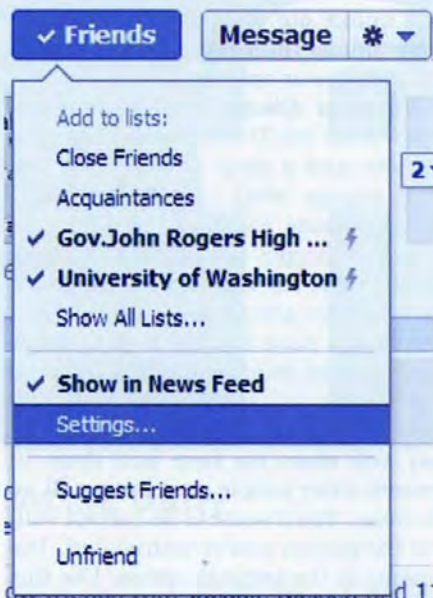 ✓ Friends
Message
Add to lists:
Close Friends
Acquaintances
✓ Gov.John Rogers High ...
✓ University of Washington
Show All Lists...
✓ Show in News Feed
Settings...
Suggest Friends...
Unfriend
2